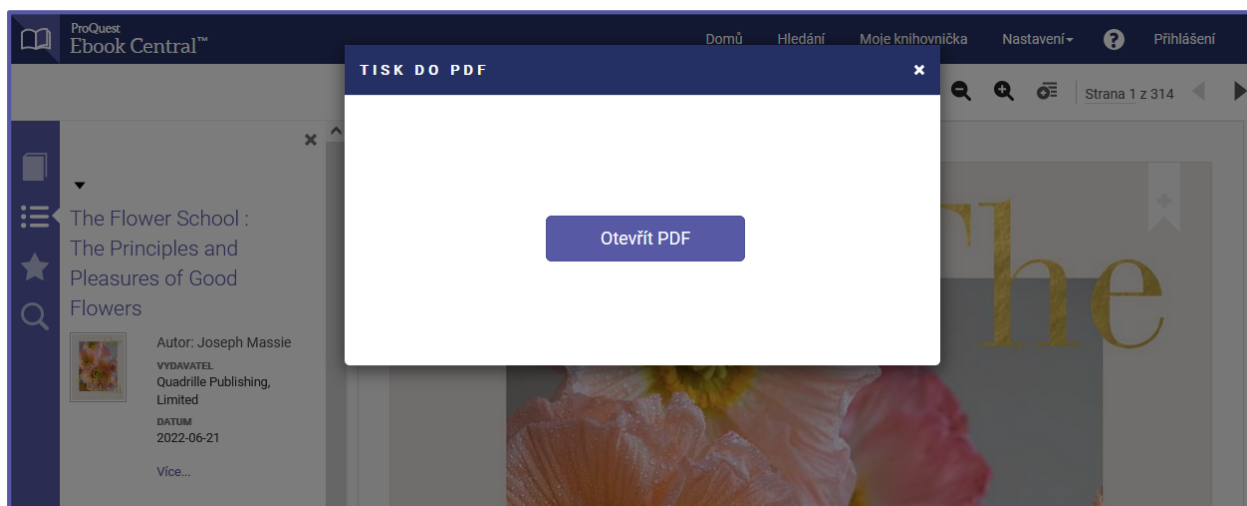 ProQuest
Ebook Central™
Domů Hledání Moje knihovnička Nastavení ? Přihlášení
TISK DO PDF
Strana 1 z 314
Otevřít PDF
The Flower School :
The Principles and
Pleasures of Good
Flowers
Autor: Joseph Massie
VYDAVATEL
Quadrille Publishing,
Limited
DATUM
2022-06-21
Více...
The